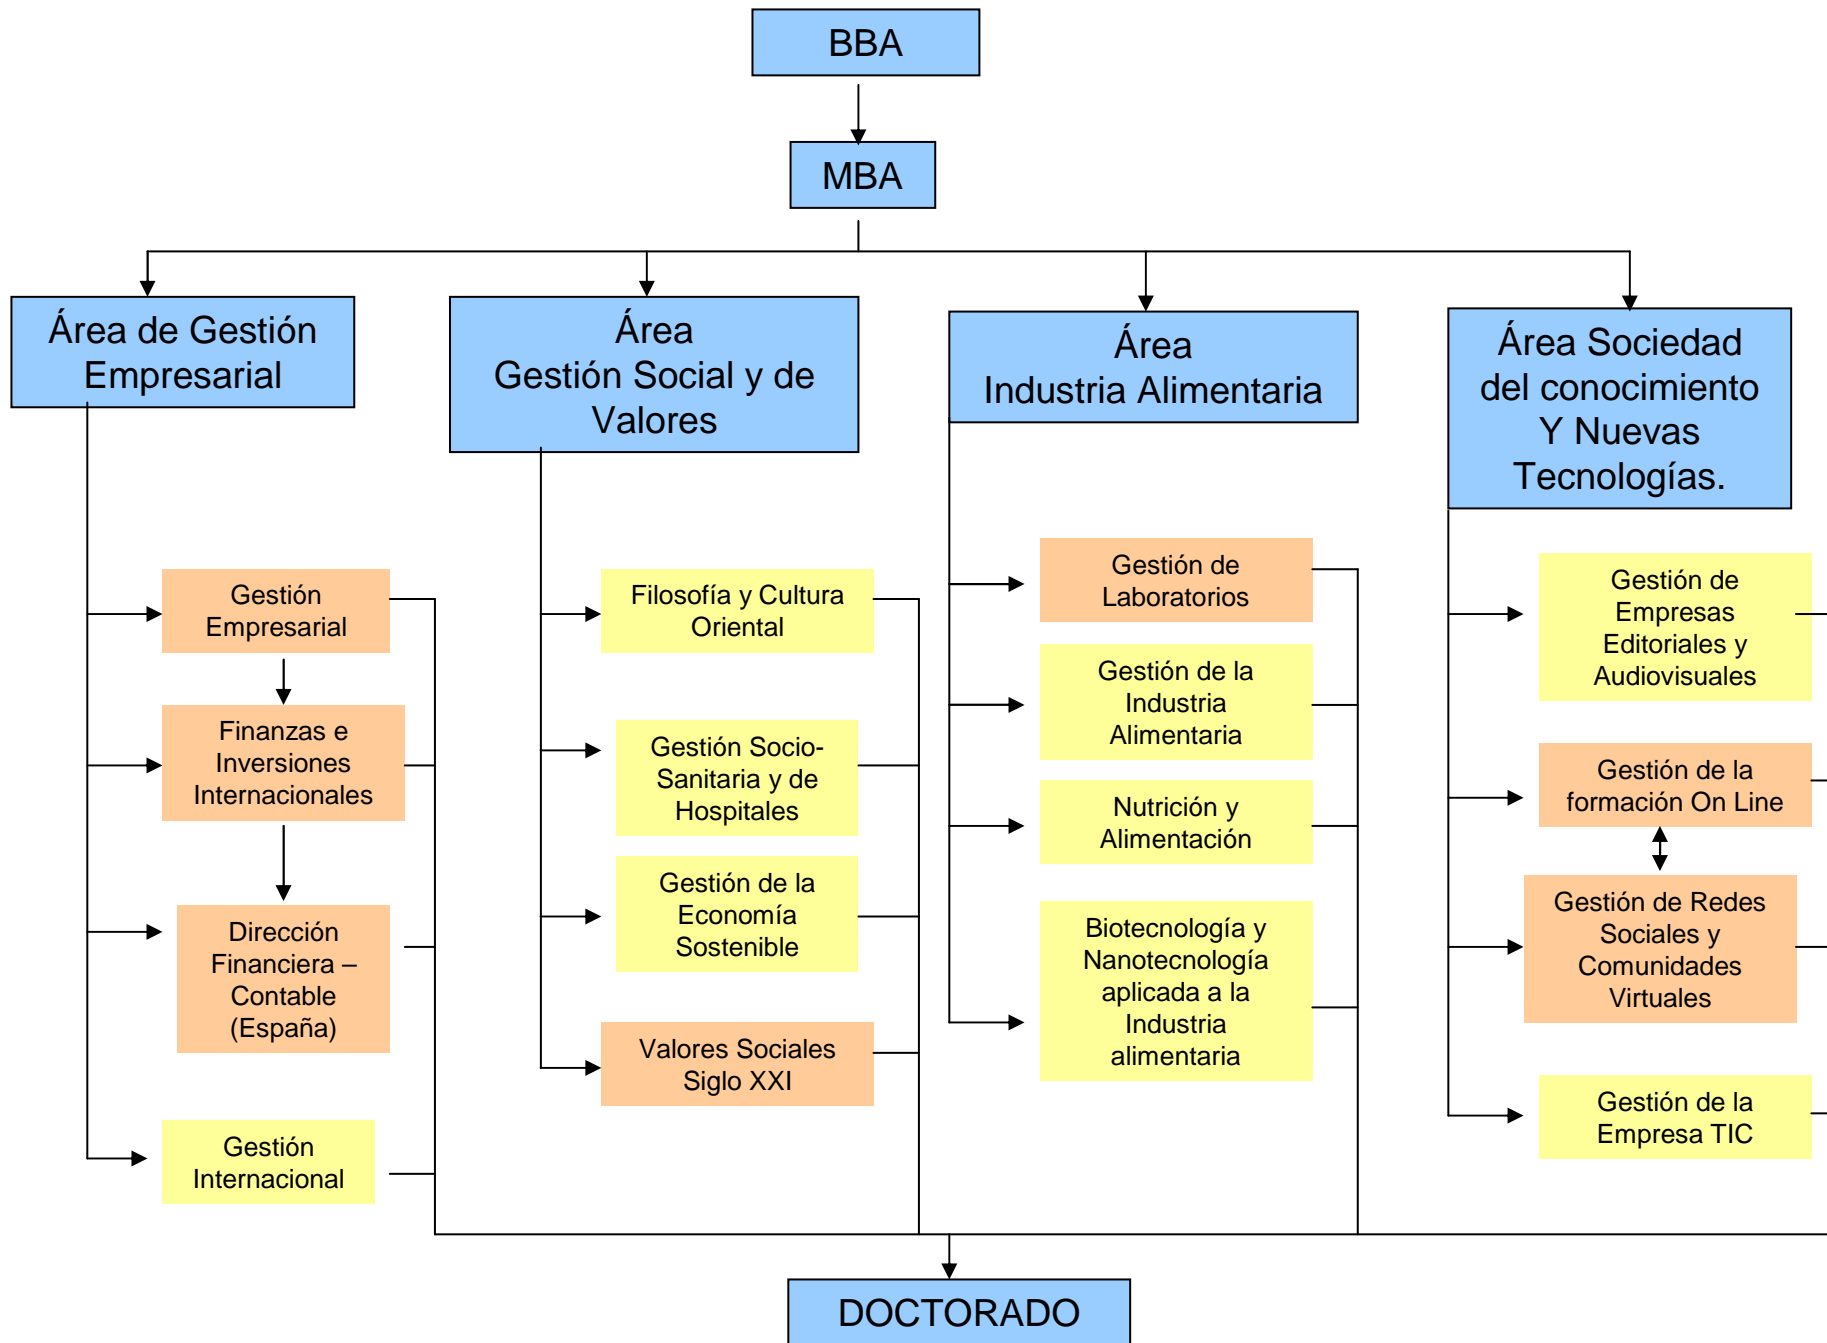 BBA
MBA
Área de Gestión
Empresarial
Gestión
Empresarial
Finanzas e
Inversiones
Internacionales
Dirección
Financiera –
Contable
(España)
Gestión
Internacional
Área
Gestión Social y de
Valores
Filosofía y Cultura
Oriental
Gestión Socio-
Sanitaria y de
Hospitales
Gestión de la
Economía
Sostenible
Valores Sociales
Siglo XXI
Área
Industria Alimentaria
Gestión de
Laboratorios
Gestión de la
Industria
Alimentaria
Nutrición y
Alimentación
Biotecnología y
Nanotecnología
aplicada a la
Industria
alimentaria
Área Sociedad
del conocimiento
Y Nuevas
Tecnologías.
Gestión de
Empresas
Editoriales y
Audiovisuales
Gestión de la
formación On Line
Gestión de Redes
Sociales y
Comunidades
Virtuales
Gestión de la
Empresa TIC
DOCTORADO